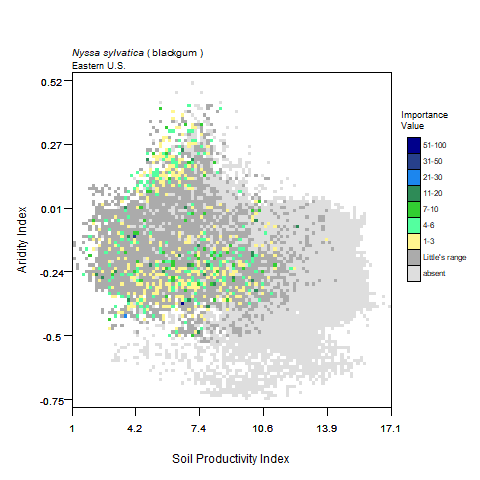 Nyssa sylvatica ( blackgum )
Eastern U.S.
0.52
0.27
0.01
-0.24
-0.5
-0.75
Aridity Index
1 4.2 7.4 10.6 13.9 17.1
Soil Productivity Index
Importance
Value
51-100
31-50
21-30
11-20
7-10
4-6
1-3
Little's range
absent